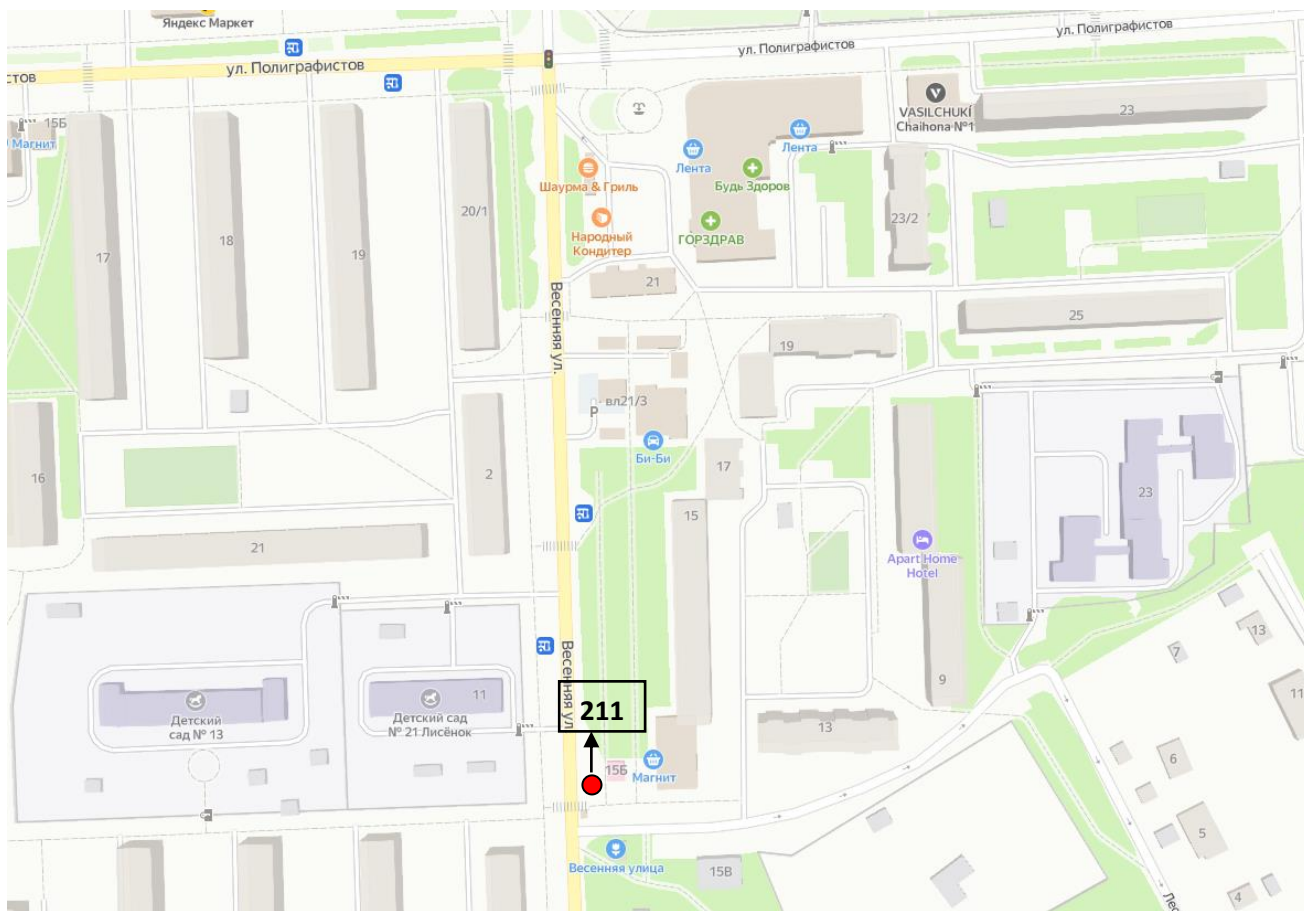 Яндекс Маркет
ул. Полиграфистов
ул. Полиграфистов
ул. Полиграфистов
стов
15Б
Магнит
VASILCHUKÍ
Chaihona №1
23
Лента
Лента
Будь Здоров
Шаурма & Гриль
20/1
23/2
Народный
Кондитер
ГОРЗДРАВ
17
18
19
21
Весенняя ул.
25
19
вл21/3
P
Би-Би
16
2
17
15
23
21
Apart Home
Hotel
13
7
Весенняя ул
9
11
Детский
сад № 13
11
Детский сад
№ 21 Лисёнок
211
13
6
15Б
Магнит
5
Весенняя улица
15В
4
Лес